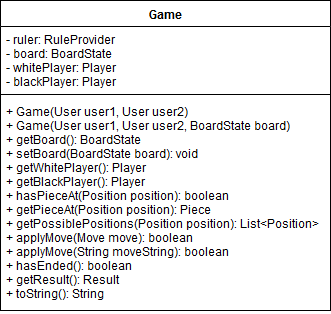 Game
- ruler: RuleProvider
- board: BoardState
- whitePlayer: Player
- blackPlayer: Player
+ Game(User user1, User user2)
+ Game(User user1, User user2, BoardState board)
+ getBoard(): BoardState
+ setBoard(BoardState board): void
+ getWhitePlayer(): Player
+ getBlackPlayer(): Player
+ hasPieceAt(Position position): boolean
+ getPieceAt(Position position): Piece
+ getPossiblePositions(Position position): List<Position>
+ applyMove(Move move): boolean
+ applyMove(String moveString): boolean
+ hasEnded(): boolean
+ getResult(): Result
+ toString(): String